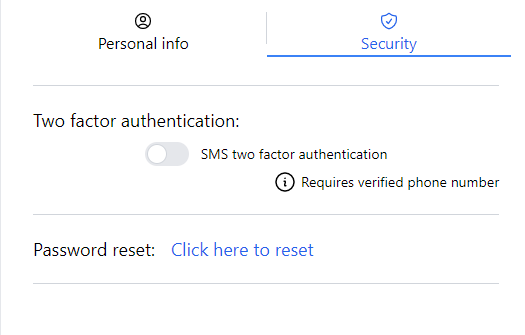 Personal info
Security
Two factor authentication:
SMS two factor authentication
Requires verified phone number
Password reset: Click here to reset